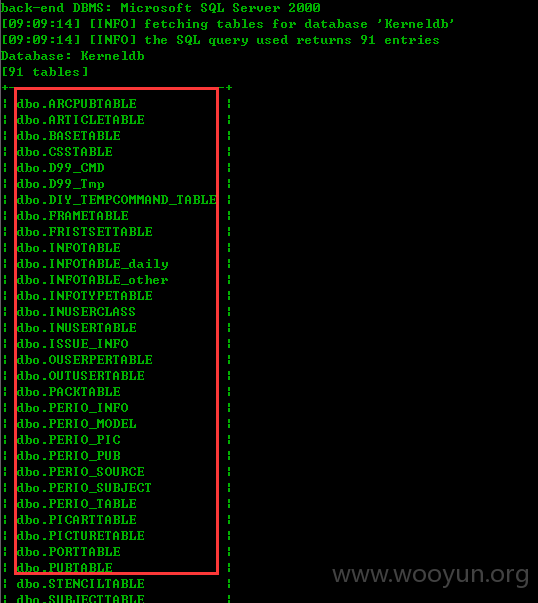 back-end DBMS: Microsoft SQL Server 2000
[09:09:14] [INFO] fetching tables for database 'Kerneldb'
[09:09:14] [INFO] the SQL query used returns 91 entries
Database: Kerneldb
[91 tables]
+--------------------------+
| dbo.ARCPUBTABLE |
| dbo.ARTICLETABLE |
| dbo.BASETABLE |
| dbo.CSSTABLE |
| dbo.D99_CMD |
| dbo.D99_Tmp |
| dbo.DIY_TEMPCOMMAND_TABLE |
| dbo.FRAMETABLE |
| dbo.FRISTSETTABLE |
| dbo.INFOTABLE |
| dbo.INFOTABLE_daily |
| dbo.INFOTABLE_other |
| dbo.INFOTYPETABLE |
| dbo.INUSERCLASS |
| dbo.INUSERTABLE |
| dbo.ISSUE_INFO |
| dbo.OUSERPERTABLE |
| dbo.OUTUSERTABLE |
| dbo.PACKTABLE |
| dbo.PERIO_INFO |
| dbo.PERIO_MODEL |
| dbo.PERIO_PIC |
| dbo.PERIO_PUB |
| dbo.PERIO_SOURCE |
| dbo.PERIO_SUBJECT |
| dbo.PERIO_TABLE |
| dbo.PICARTTABLE |
| dbo.PICTURETABLE |
| dbo.PORTTABLE |
| dbo.PUBTABLE |
| dbo.STENCILTABLE |
| dbo.SUBJECTTABLE |
www.wooyun.org